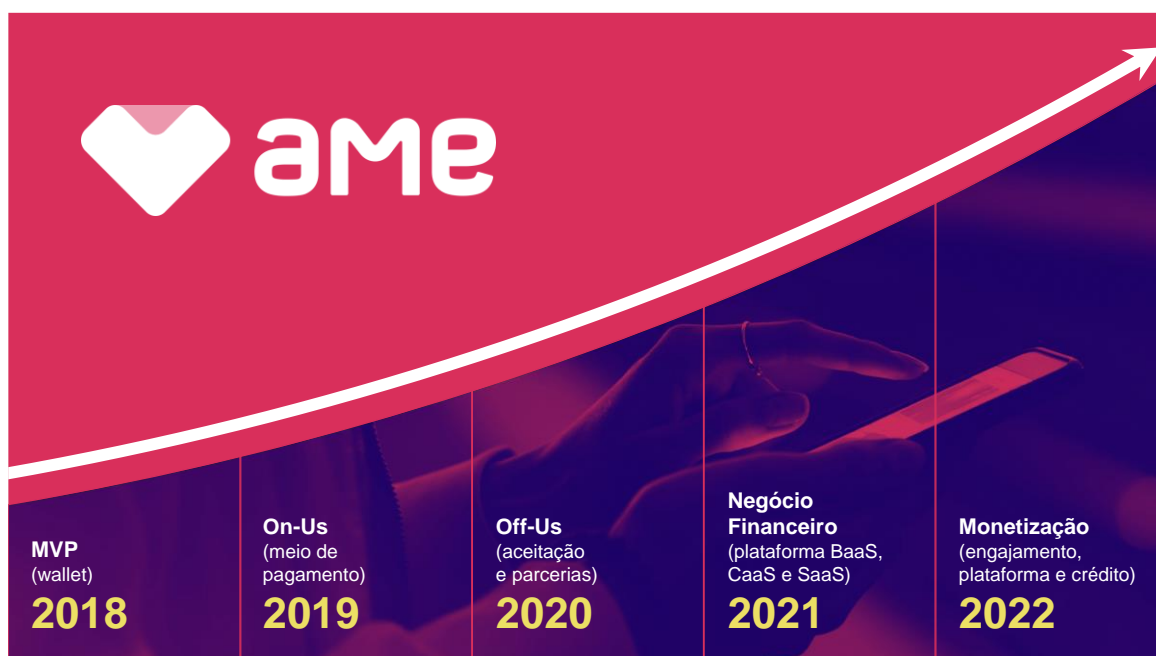 ame
MVP
(wallet)
2018
On-Us
(meio de
pagamento)
2019
Off-Us
(aceitação
e parcerias)
2020
Negócio
Financeiro
(plataforma BaaS,
CaaS e SaaS)
2021
Monetização
(engajamento,
plataforma e crédito)
2022